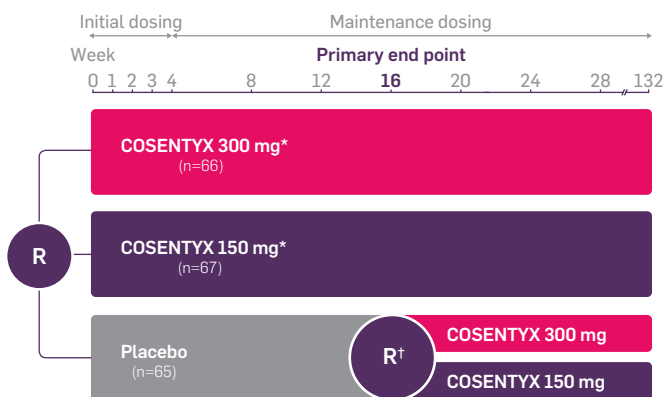 Initial dosing Maintenance dosing
Week Primary end point
0 1 2 3 4 8 12 16 20 24 28 132
COSENTYX 300 mg*
(n=66)
R
COSENTYX 150 mg*
(n=67)
Placebo
(n=65)
R†
COSENTYX 300 mg
COSENTYX 150 mg